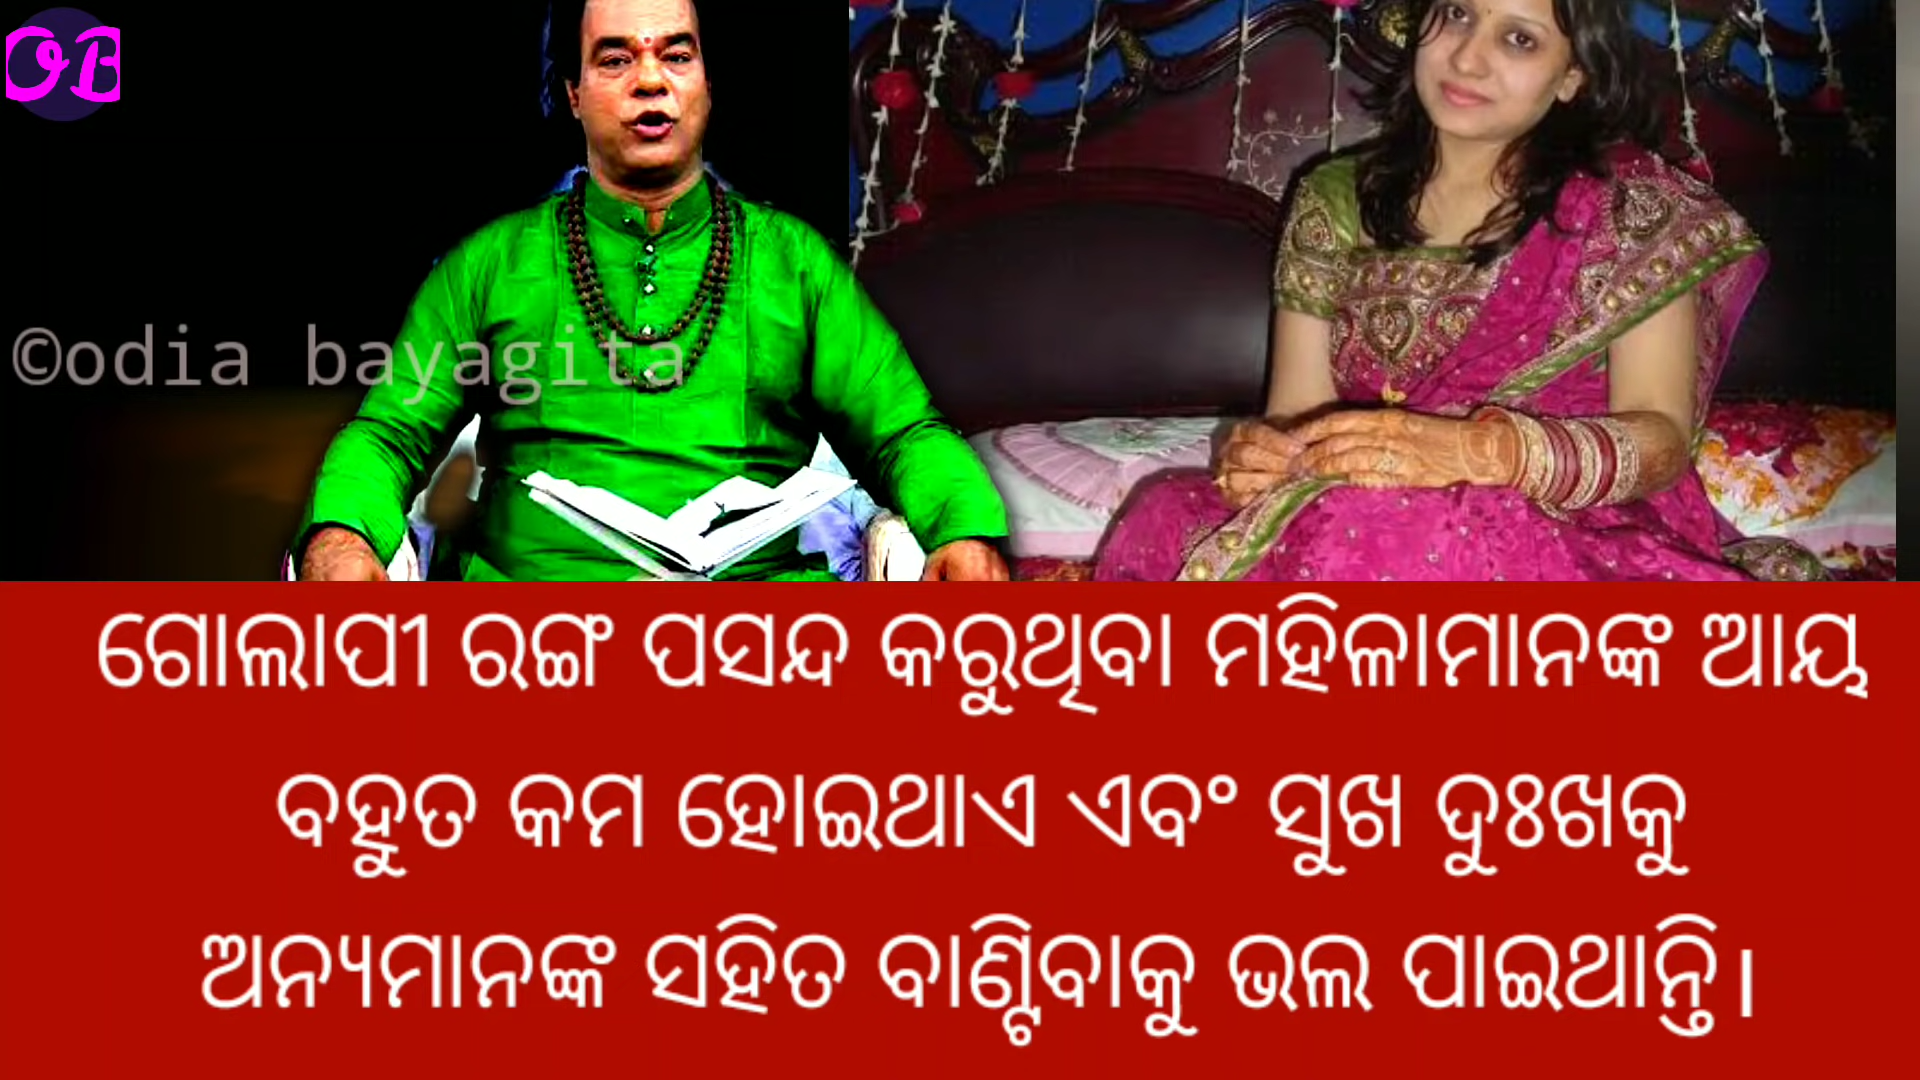 OB
©odia bayagita
ଗୋଲାପୀ ରଙ୍ଗ ପସନ୍ଦ କରୁଥିବା ମହିଳାମାନଙ୍କ ଆୟ
ବହୁତ କମ ହୋଇଥାଏ ଏବଂ ସୁଖ ଦୁଃଖକୁ
ଅନ୍ୟମାନଙ୍କ ସହିତ ବାଣ୍ଟିବାକୁ ଭଲ ପାଇଥାନ୍ତି।